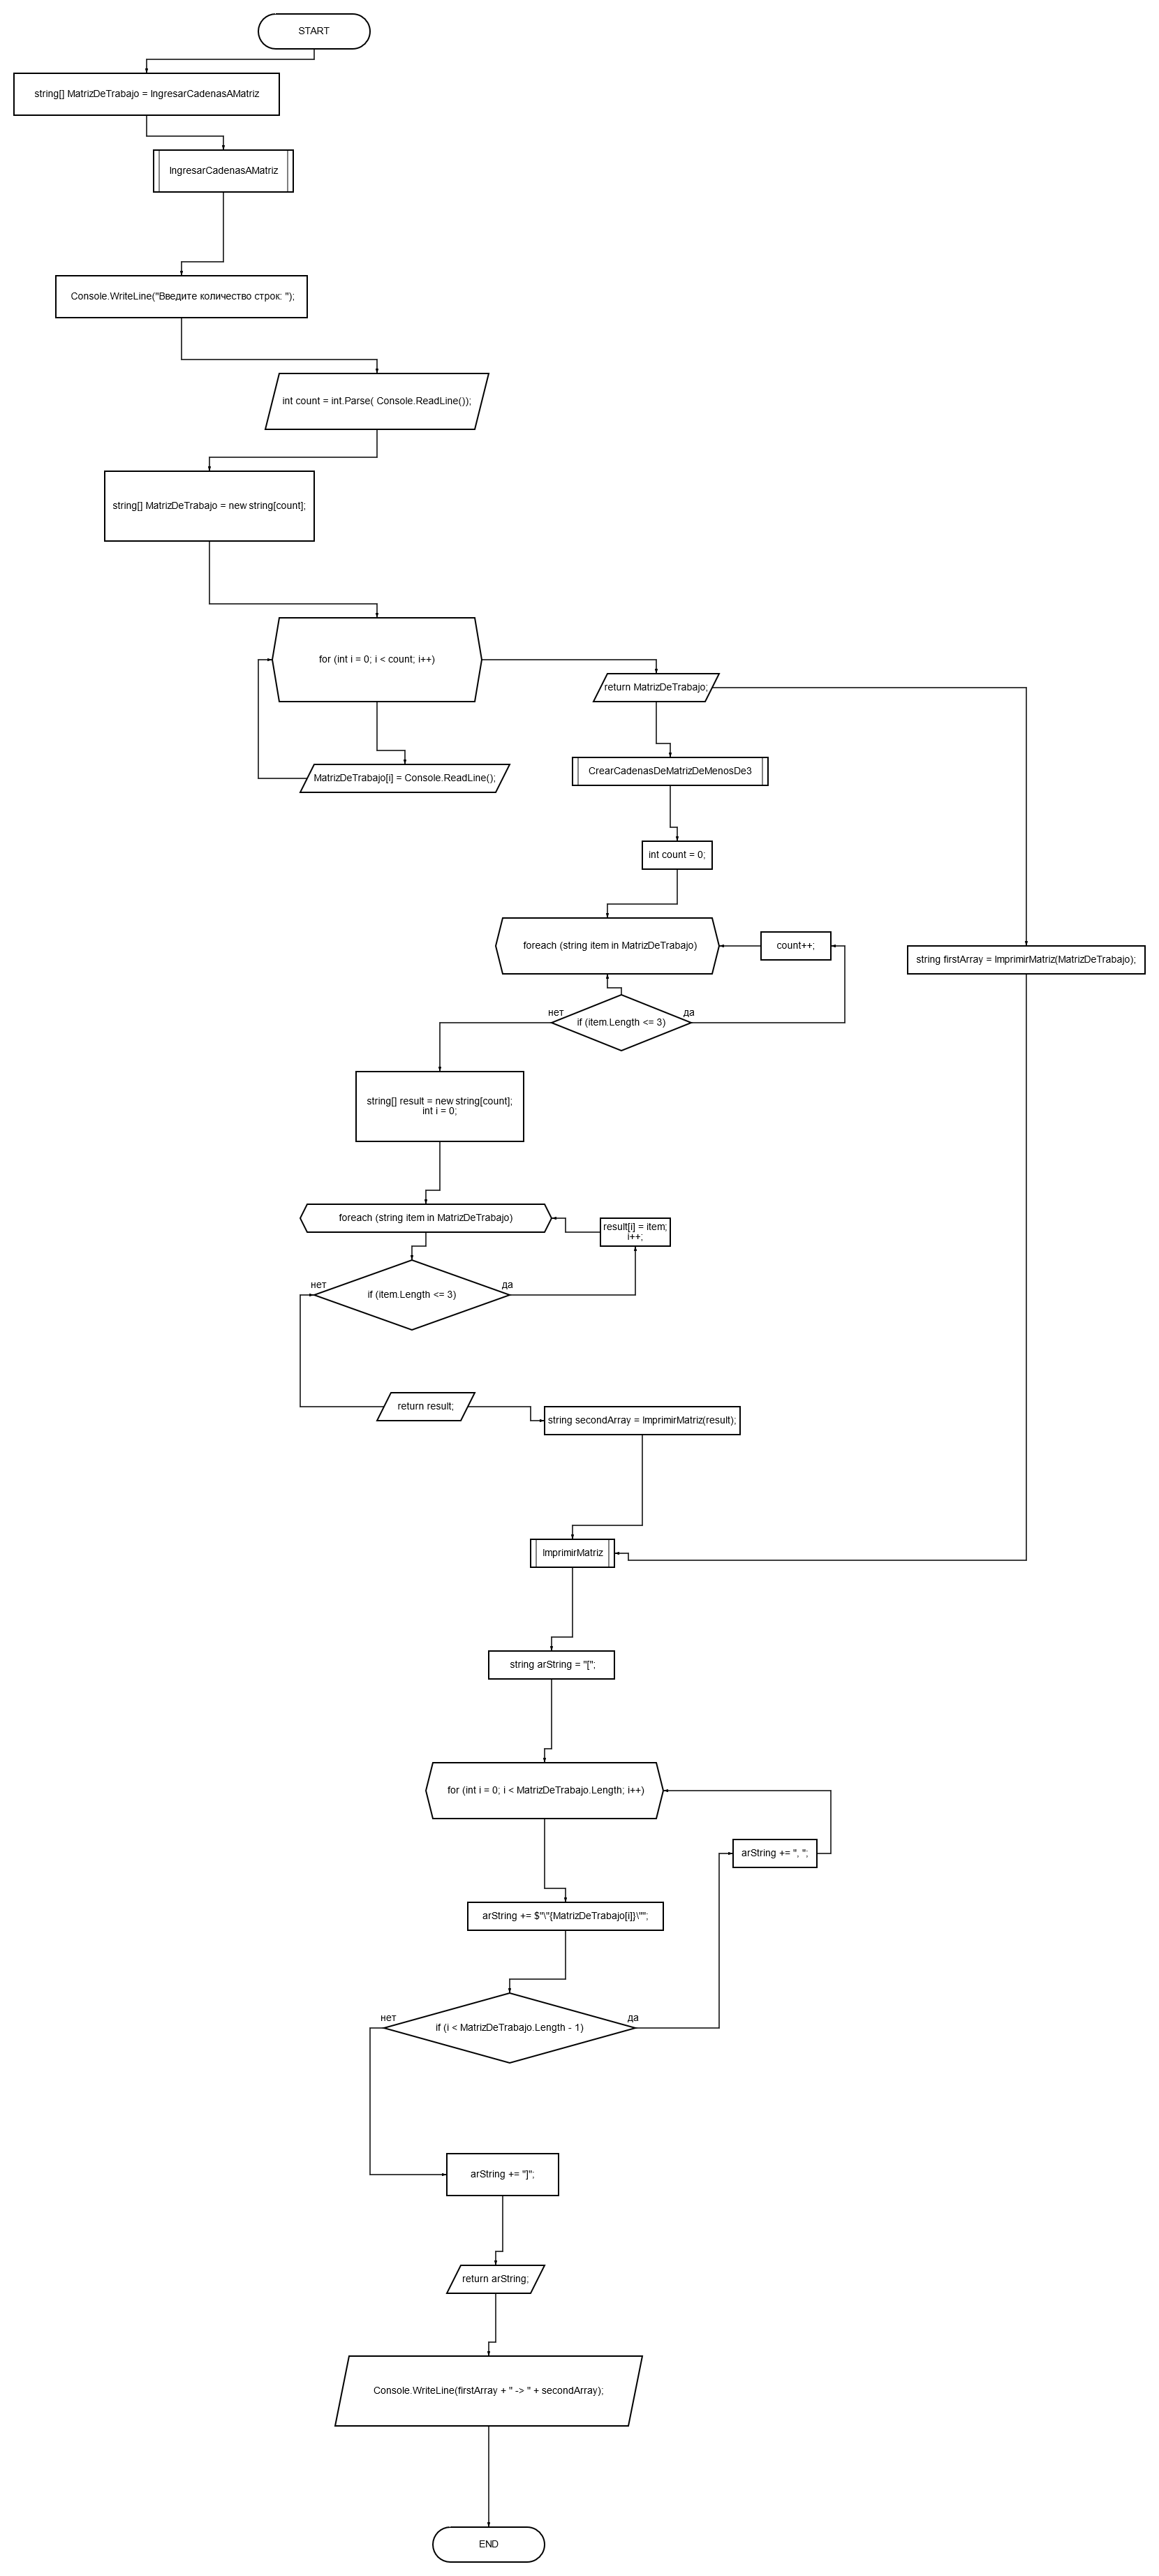 START
string[] MatrizDeTrabajo = IngresarCadenasAMatriz
IngresarCadenasAMatriz
Console.WriteLine("Введите количество строк: ");
int count = int.Parse( Console.ReadLine());
string[] MatrizDeTrabajo = new string[count];
for (int i = 0; i < count; i++)
return MatrizDeTrabajo;
MatrizDeTrabajo[i] = Console.ReadLine();
CrearCadenasDeMatrizDeMenosDe3
int count = 0;
foreach (string item in MatrizDeTrabajo)
count++;
string firstArray = ImprimirMatriz(MatrizDeTrabajo);
нет
да
if (item.Length <= 3)
string[] result = new string[count];
int i = 0;
foreach (string item in MatrizDeTrabajo)
result[i] = item;
i++;
нет
да
if (item.Length <= 3)
return result;
string secondArray = ImprimirMatriz(result);
ImprimirMatriz
string arString = "[";
for (int i = 0; i < MatrizDeTrabajo.Length; i++)
arString += ", ";
arString += $"\"{MatrizDeTrabajo[i]}\"";
нет
да
if (i < MatrizDeTrabajo.Length - 1)
arString += "]";
return arString;
Console.WriteLine(firstArray + " -> " + secondArray);
END